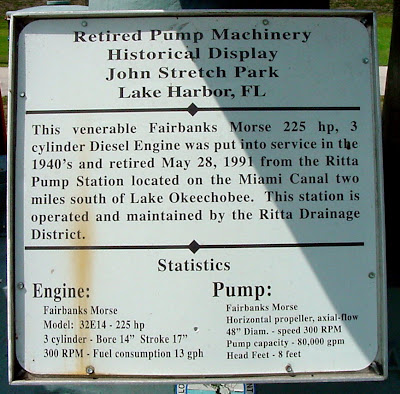 Retired Pump Machinery
Historical Display
John Stretch Park
Lake Harbor, FL
This venerable Fairbanks Morse 225 hp, 3
cylinder Diesel Engine was put into service in the
1940's and retired May 28, 1991 from the Ritta
Pump Station located on the Miami Canal two
miles south of Lake Okeechobee. This station is
operated and maintained by the Ritta Drainage
District.
Statistics
Engine:
Fairbanks Morse
Model: 32E14 - 225 hp
3 cylinder - Bore 14" Stroke 17"
300 RPM - Fuel consumption 13 gph
Pump:
Fairbanks Morse
Horizontal propeller, axial-flow
48" Diam. - speed 300 RPM
Pump capacity - 80,000 gpm
Head Feet - 8 feet